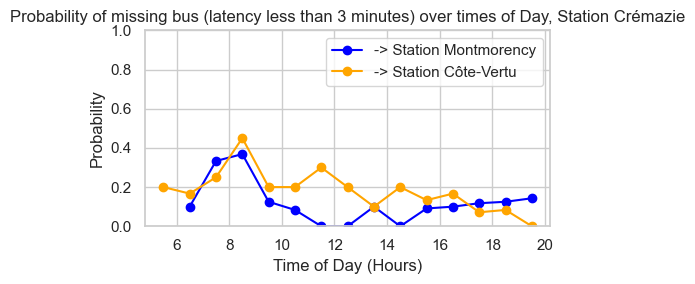 Probability of missing bus (latency less than 3 minutes) over times of Day, Station Crémazie
1.0
0.8
0.6
0.4
0.2
0.0
Probability
-> Station Montmorency
-> Station Côte-Vertu
6 8 10 12 14 16 18 20
Time of Day (Hours)